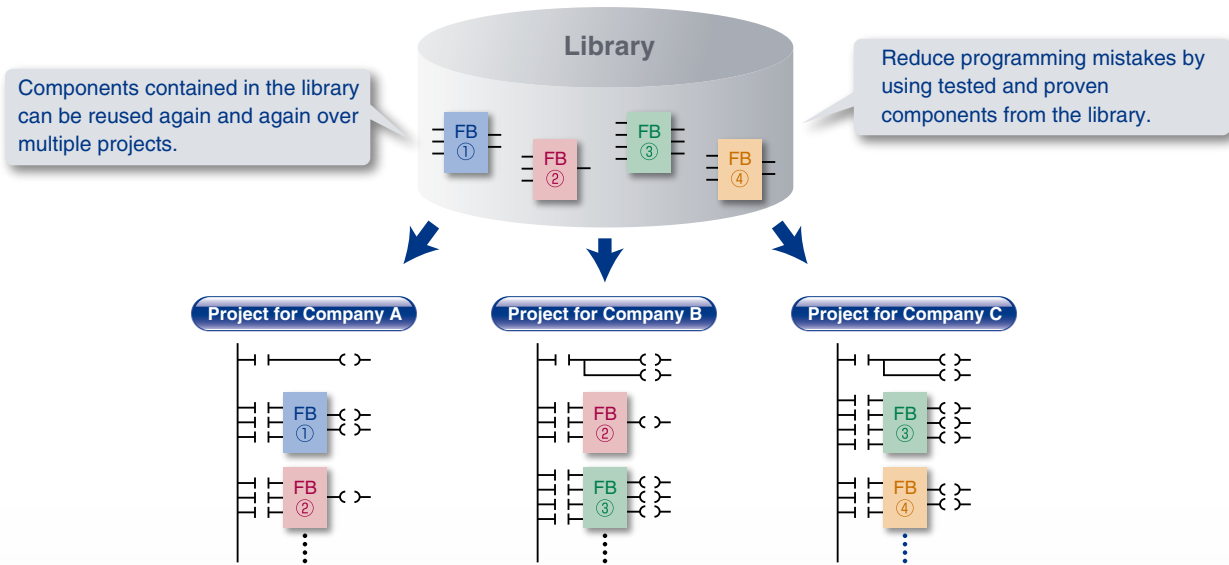 Library
Components contained in the library
can be reused again and again over
multiple projects.
Reduce programming mistakes by
using tested and proven
components from the library.
FB
①
FB
②
FB
③
FB
④
Project for Company A
Project for Company B
Project for Company C
FB
①
FB
②
FB
②
FB
③
FB
③
FB
④